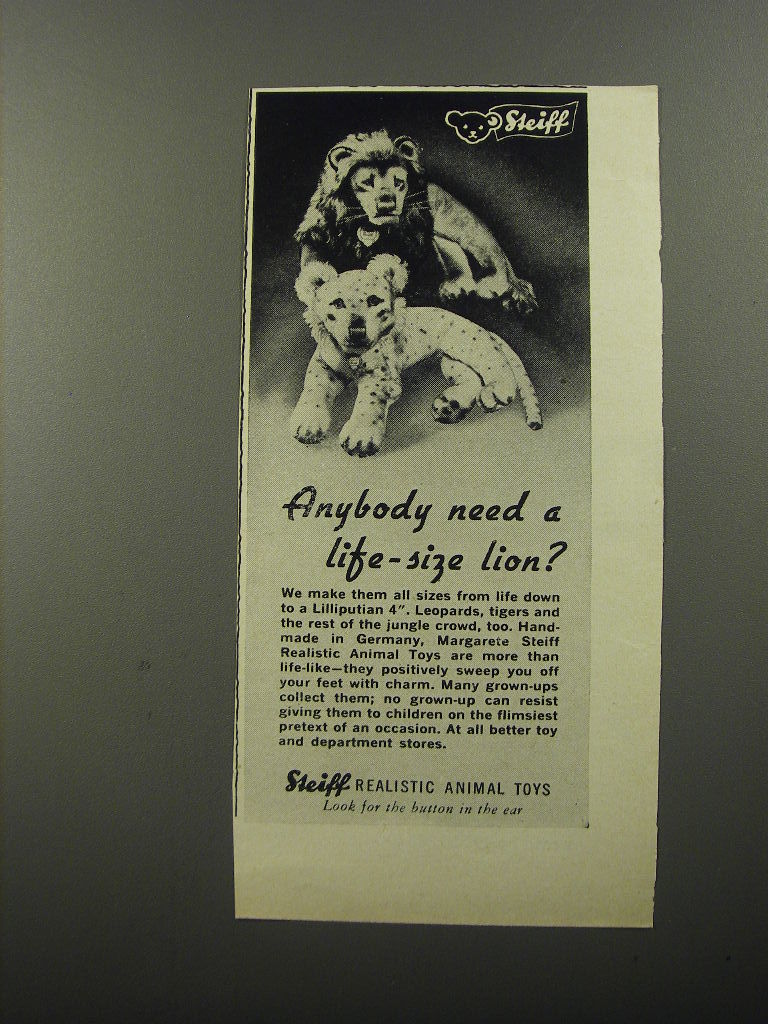 Steiff
Anybody need a
life-size lion?
We make them all sizes from life down
to a Lilliputian 4". Leopards, tigers and
the rest of the jungle crowd, too. Hand-
made in Germany, Margarete Steiff
Realistic Animal Toys are more than
life-like—they positively sweep you off
your feet with charm. Many grown-ups
collect them; no grown-up can resist
giving them to children on the flimsiest
pretext of an occasion. At all better toy
and department stores.
Steiff REALISTIC ANIMAL TOYS
Look for the button in the ear